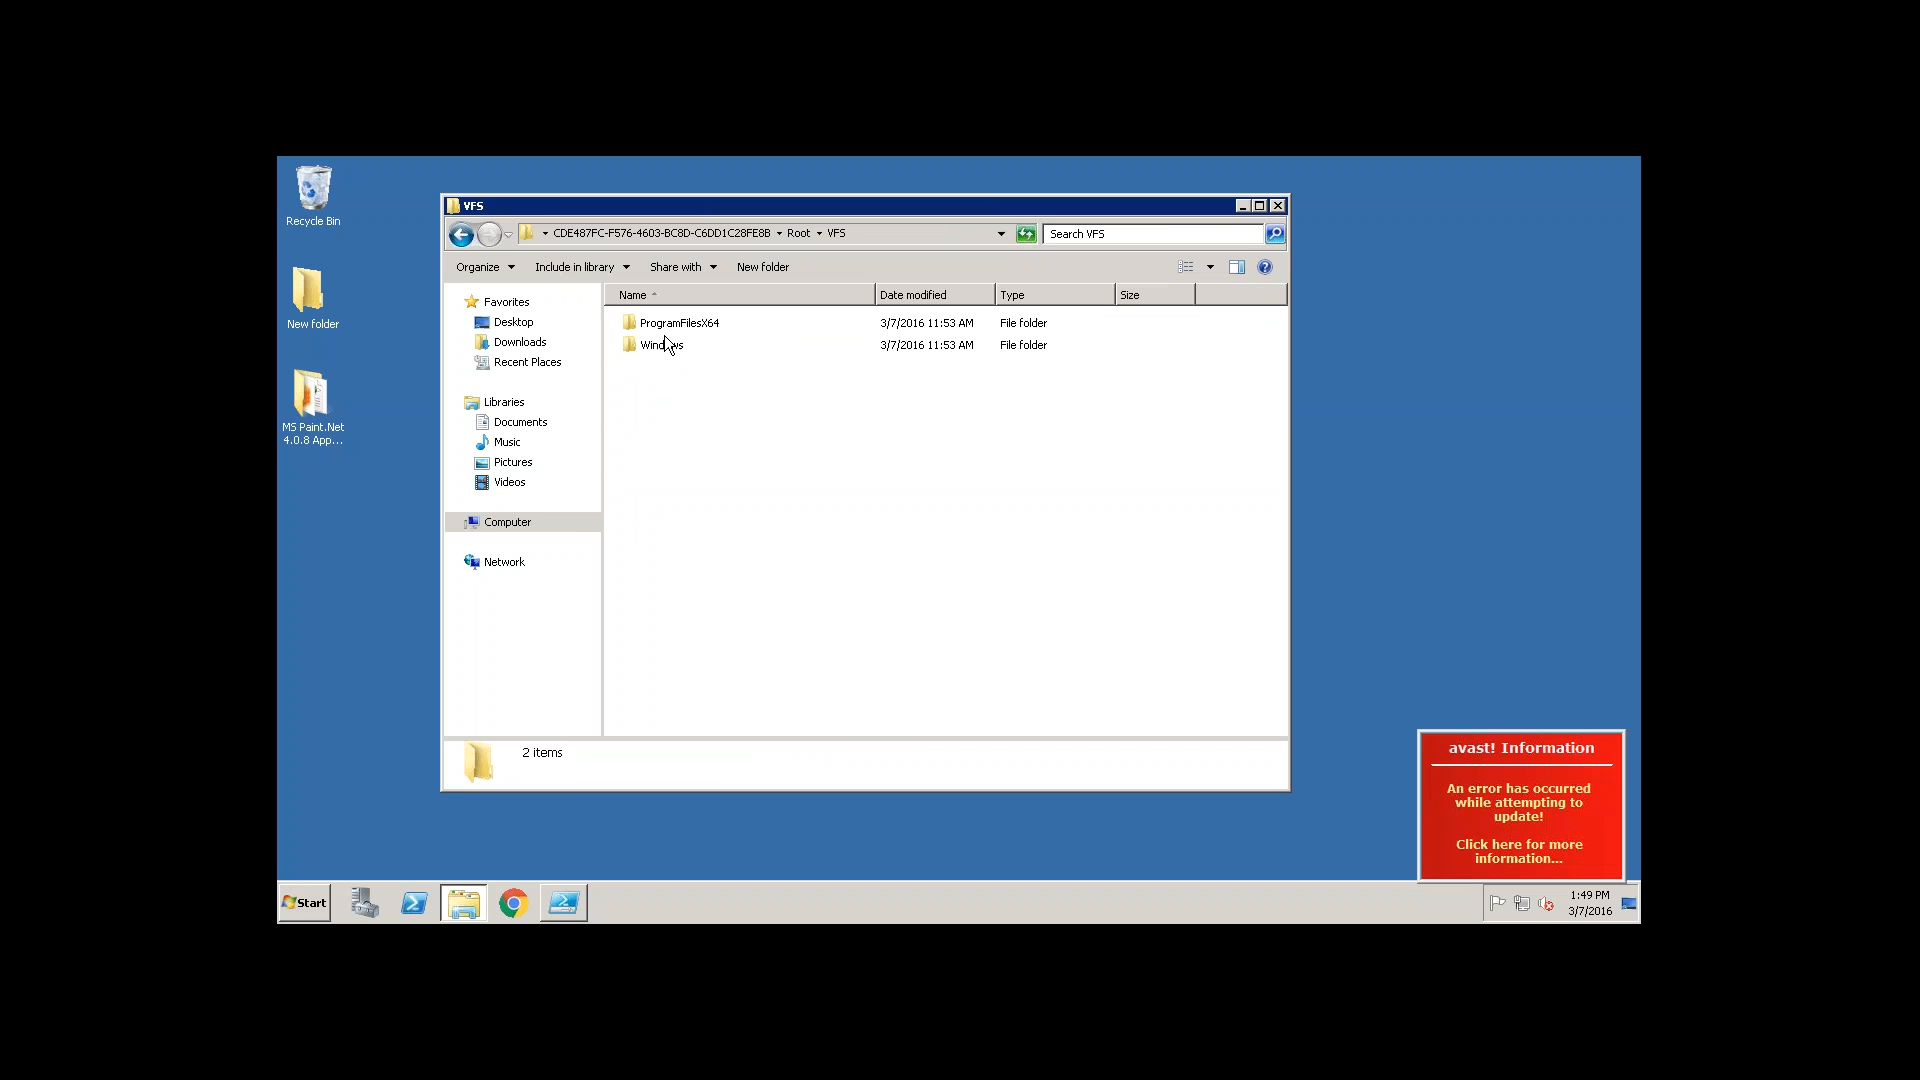 Recycle Bin
New folder
MS Paint.Net
4.0.8 App...
VFS
CDE487FC-F576-4603-BC8D-C6DD1C28FE8B Root VFS
Search VFS
Organize Include in library Share with New folder
Favorites
Desktop
Downloads
Recent Places
Libraries
Documents
Music
Pictures
Videos
Computer
Network
Name Date modified Type Size
ProgramFilesX64 3/7/2016 11:53 AM File folder
Windows 3/7/2016 11:53 AM File folder
2 items
avast! Information
An error has occurred
while attempting to
update!
Click here for more
information...
Start
1:49 PM
3/7/2016